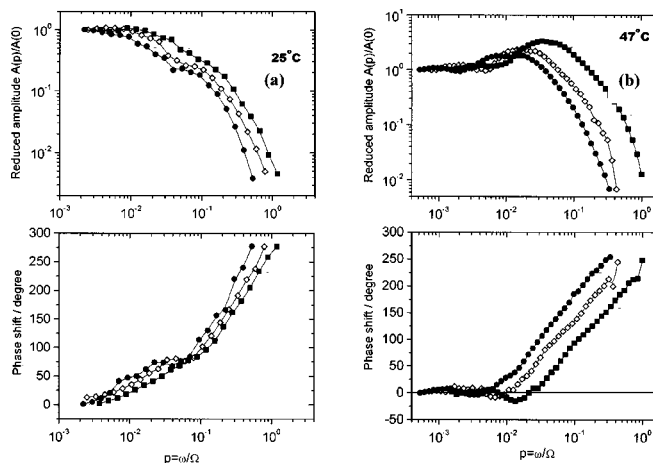 10⁰
10⁻¹
10⁻²
Reduced amplitude A(p)/A(0)
25°C
(a)
10⁻³ 10⁻² 10⁻¹ 10⁰
300
250
200
150
100
50
0
Phase shift / degree
10⁻³ 10⁻² 10⁻¹ 10⁰
p=ω/Ω
10¹
10⁰
10⁻¹
10⁻²
Reduced amplitude A(p)/A(0)
47°C
(b)
10⁻³ 10⁻² 10⁻¹ 10⁰
300
250
200
150
100
50
0
-50
Phase shift / degree
10⁻³ 10⁻² 10⁻¹ 10⁰
p=ω/Ω